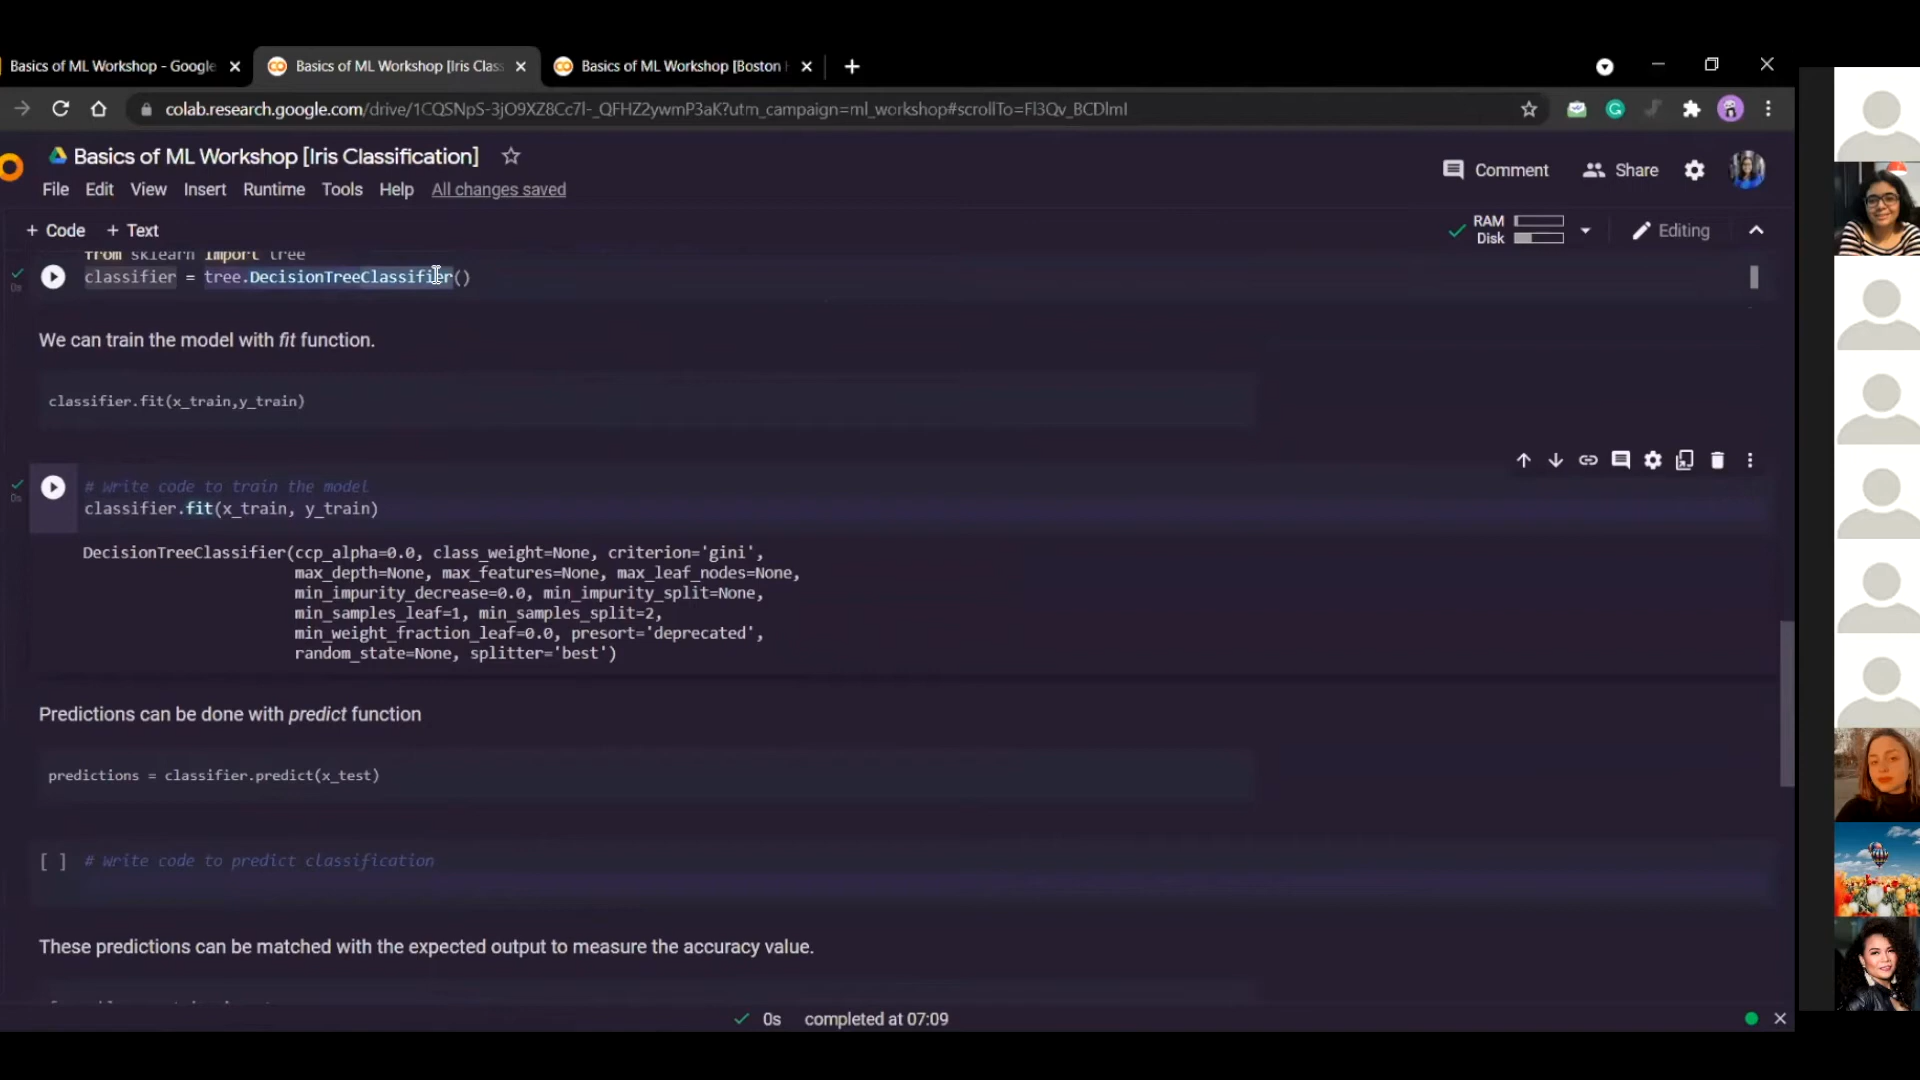 Basics of ML Workshop - Google
Basics of ML Workshop [Iris Class
Basics of ML Workshop [Boston
colab.research.google.com/drive/1CQSNpS-3jO9XZ8Cc7l-_QFHZ2ywmP3aK?utm_campaign=ml_workshop#scrollTo=Fl3Qv_BCDlmI
Basics of ML Workshop [Iris Classification]
Comment
Share
File Edit View Insert Runtime Tools Help All changes saved
+ Code + Text
RAM
Disk
Editing
from sklearn import tree
classifier = tree.DecisionTreeClassifier()
0s
We can train the model with fit function.
classifier.fit(x_train,y_train)
# Write code to train the model
0s
classifier.fit(x_train, y_train)
DecisionTreeClassifier(ccp_alpha=0.0, class_weight=None, criterion='gini',
max_depth=None, max_features=None, max_leaf_nodes=None,
min_impurity_decrease=0.0, min_impurity_split=None,
min_samples_leaf=1, min_samples_split=2,
min_weight_fraction_leaf=0.0, presort='deprecated',
random_state=None, splitter='best')
Predictions can be done with predict function
predictions = classifier.predict(x_test)
[ ] # Write code to predict classification
These predictions can be matched with the expected output to measure the accuracy value.
0s completed at 07:09